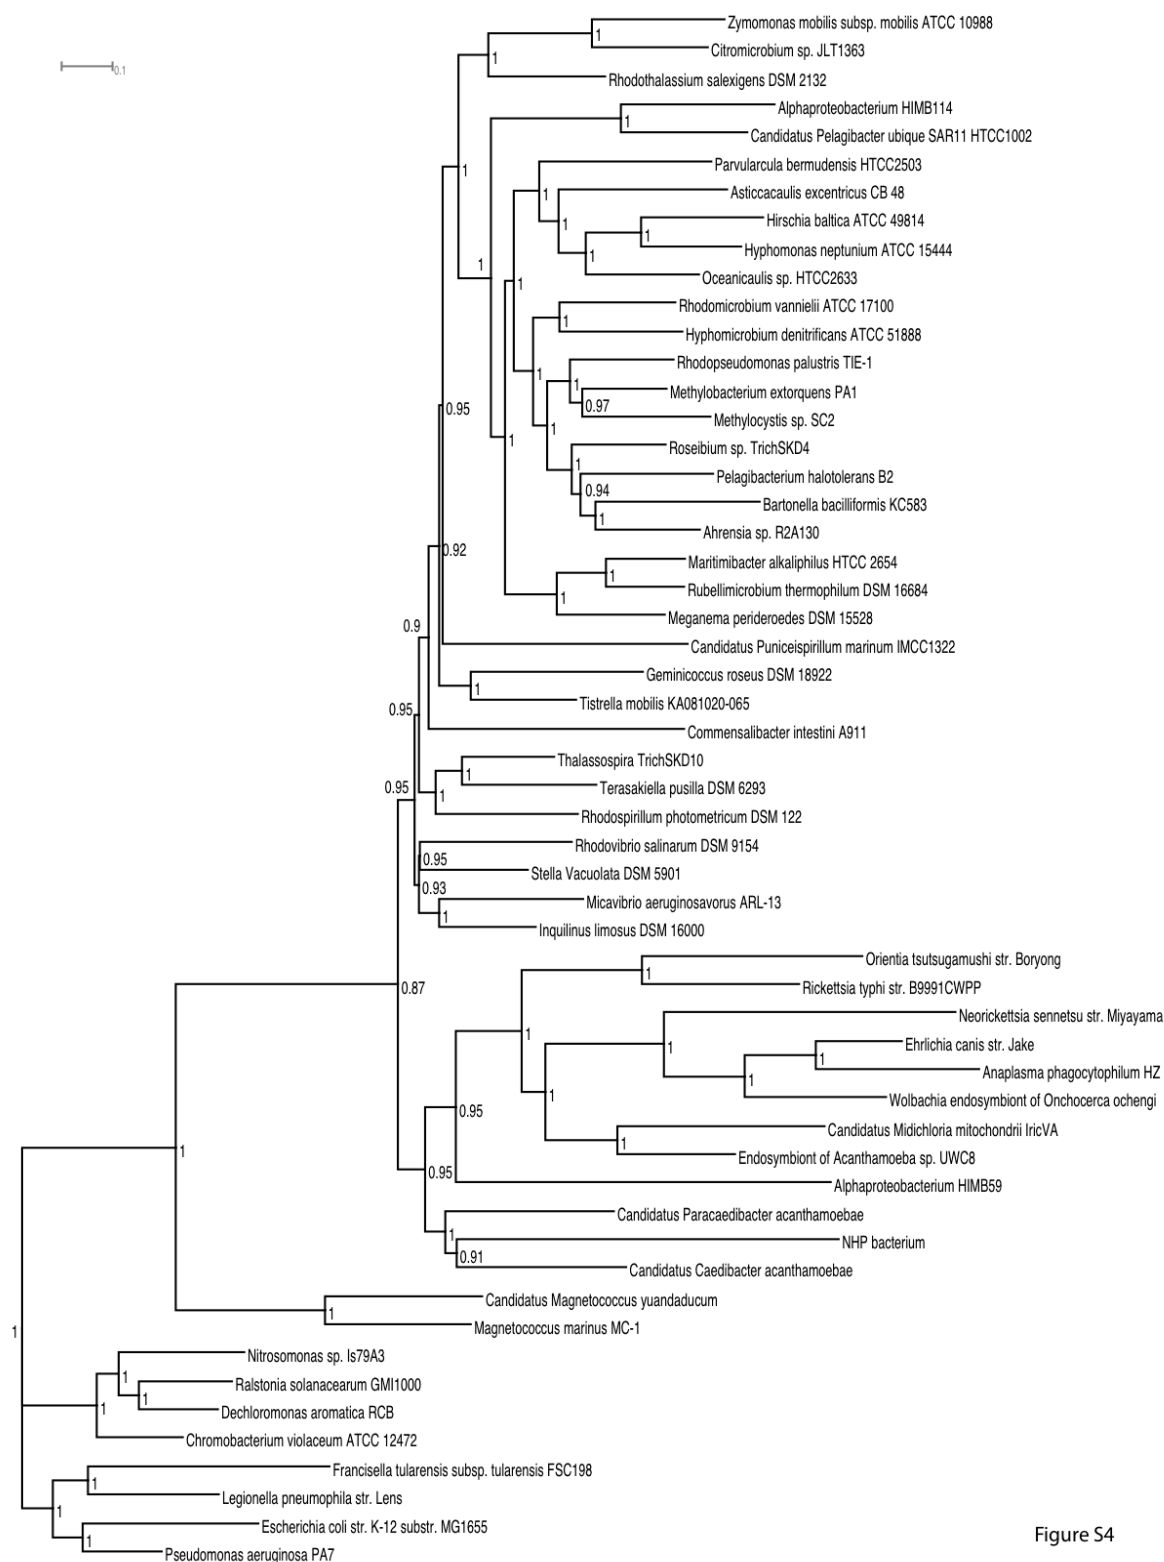 Zymomonas mobilis subsp. mobilis ATCC 10988
1
Citromicrobium sp. JLT1363
1
0.1
Rhodothalassium salexigens DSM 2132
Alphaproteobacterium HIMB114
1
Candidatus Pelagibacter ubique SAR11 HTCC1002
Parvularcula bermudensis HTCC2503
1
Asticcacaulis excentricus CB 48
1
Hirschia baltica ATCC 49814
1
1
Hyphomonas neptunium ATCC 15444
1
1
Oceanicaulis sp. HTCC2633
1
Rhodomicrobium vannielii ATCC 17100
1
Hyphomicrobium denitrificans ATCC 51888
Rhodopseudomonas palustris TIE-1
1
1
Methylobacterium extorquens PA1
0.97
0.95
Methylocystis sp. SC2
1
1
Roseibium sp. TrichSKD4
1
Pelagibacterium halotolerans B2
0.94
Bartonella bacilliformis KC583
1
Ahrensia sp. R2A130
0.92
Maritimibacter alkaliphilus HTCC 2654
1
Rubellimicrobium thermophilum DSM 16684
1
Meganema perideroedes DSM 15528
0.9
Candidatus Puniceispirillum marinum IMCC1322
Geminicoccus roseus DSM 18922
1
Tistrella mobilis KA081020-065
0.95
Commensalibacter intestini A911
Thalassospira TrichSKD10
1
0.95
Terasakiella pusilla DSM 6293
1
Rhodospirillum photometricum DSM 122
Rhodovibrio salinarum DSM 9154
0.95
Stella Vacuolata DSM 5901
0.93
Micavibrio aeruginosavorus ARL-13
1
Inquilinus limosus DSM 16000
Orientia tsutsugamushi str. Boryong
1
0.87
Rickettsia typhi str. B9991CWPP
Neorickettsia sennetsu str. Miyayama
1
Ehrlichia canis str. Jake
1
1
Anaplasma phagocytophilum HZ
1
1
Wolbachia endosymbiont of Onchocerca ochengi
0.95
Candidatus Midichloria mitochondrii IricVA
1
1
Endosymbiont of Acanthamoeba sp. UWC8
0.95
Alphaproteobacterium HIMB59
Candidatus Paracaedibacter acanthamoebae
1
NHP bacterium
0.91
Candidatus Caedibacter acanthamoebae
Candidatus Magnetococcus yuandaducum
1
Magnetococcus marinus MC-1
1
Nitrosomonas sp. Is79A3
1
Ralstonia solanacearum GMI1000
1
1
Dechloromonas aromatica RCB
Chromobacterium violaceum ATCC 12472
Francisella tularensis subsp. tularensis FSC198
1
Legionella pneumophila str. Lens
1
Escherichia coli str. K-12 substr. MG1655
1
Pseudomonas aeruginosa PA7
Figure S4